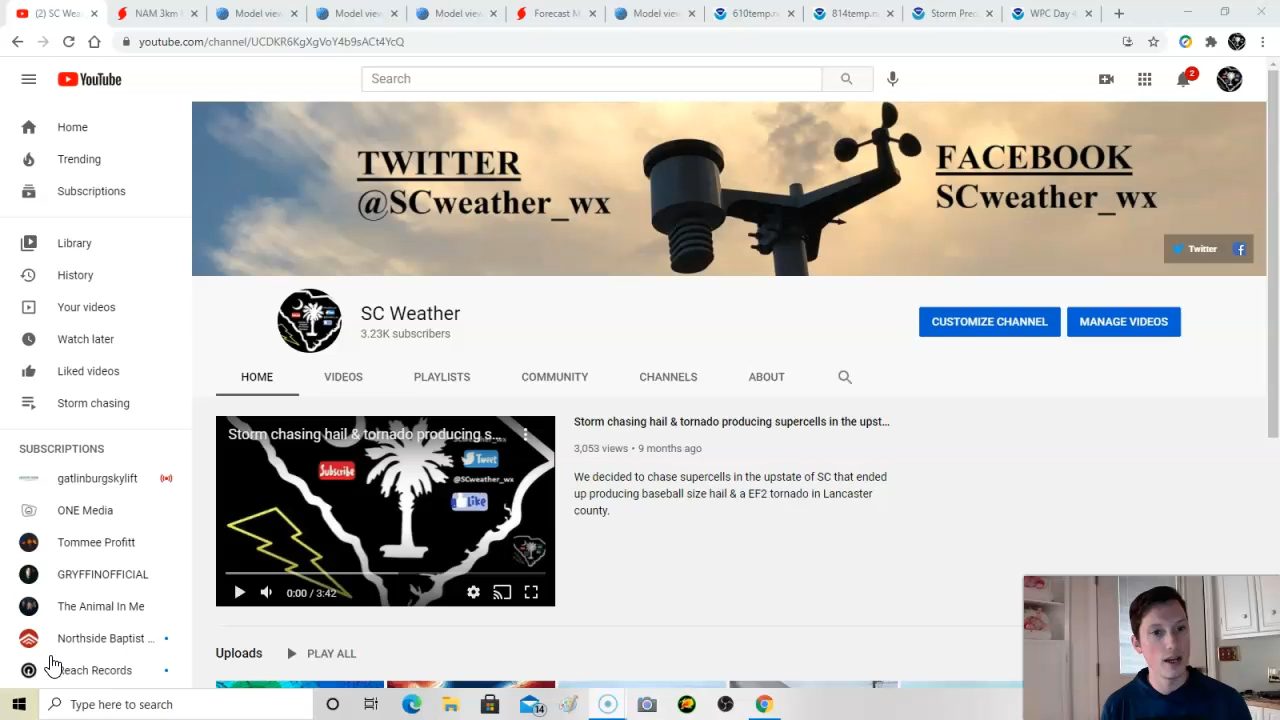 (2) SC Weat
NAM 3km
Model view
Model view
Model view
Forecast M
Model view
610temp.n
814temp.n
Storm Prec
WPC Day 4
youtube.com/channel/UCDKR6KgXgVoY4b9sACt4YcQ
YouTube
Search
2
Home
Trending
Subscriptions
Library
History
Your videos
Watch later
Liked videos
Storm chasing
SUBSCRIPTIONS
gatlinburgskylift
ONE Media
Tommee Profitt
GRYFFINOFFICIAL
The Animal In Me
Northside Baptist ...
Reach Records
TWITTER
@SCweather_wx
FACEBOOK
SCweather_wx
Twitter
SC Weather
3.23K subscribers
CUSTOMIZE CHANNEL
MANAGE VIDEOS
HOME
VIDEOS
PLAYLISTS
COMMUNITY
CHANNELS
ABOUT
Storm chasing hail & tornado producing s...
Subscribe
Tweet
@SCweather_wx
Like
0:00 / 3:42
Storm chasing hail & tornado producing supercells in the upst...
3,053 views • 9 months ago
We decided to chase supercells in the upstate of SC that ended
up producing baseball size hail & a EF2 tornado in Lancaster
county.
Uploads
PLAY ALL
Type here to search
14